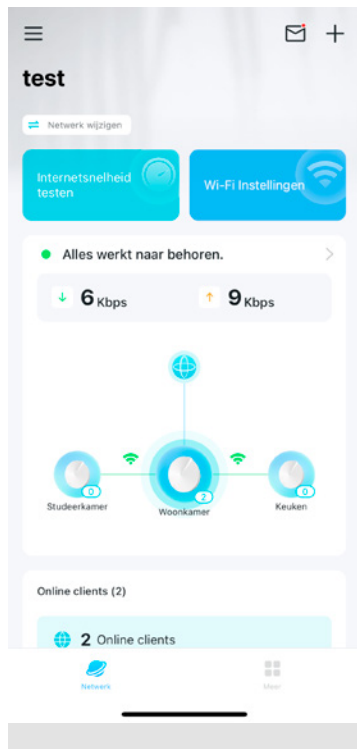 test
Netwerk wijzigen
Internetsnelheid
testen
Wi-Fi Instellingen
Alles werkt naar behoren.
6 Kbps
9 Kbps
0
2
0
Studeerkamer
Woonkamer
Keuken
Online clients (2)
2 Online clients
Netwerk
Meer